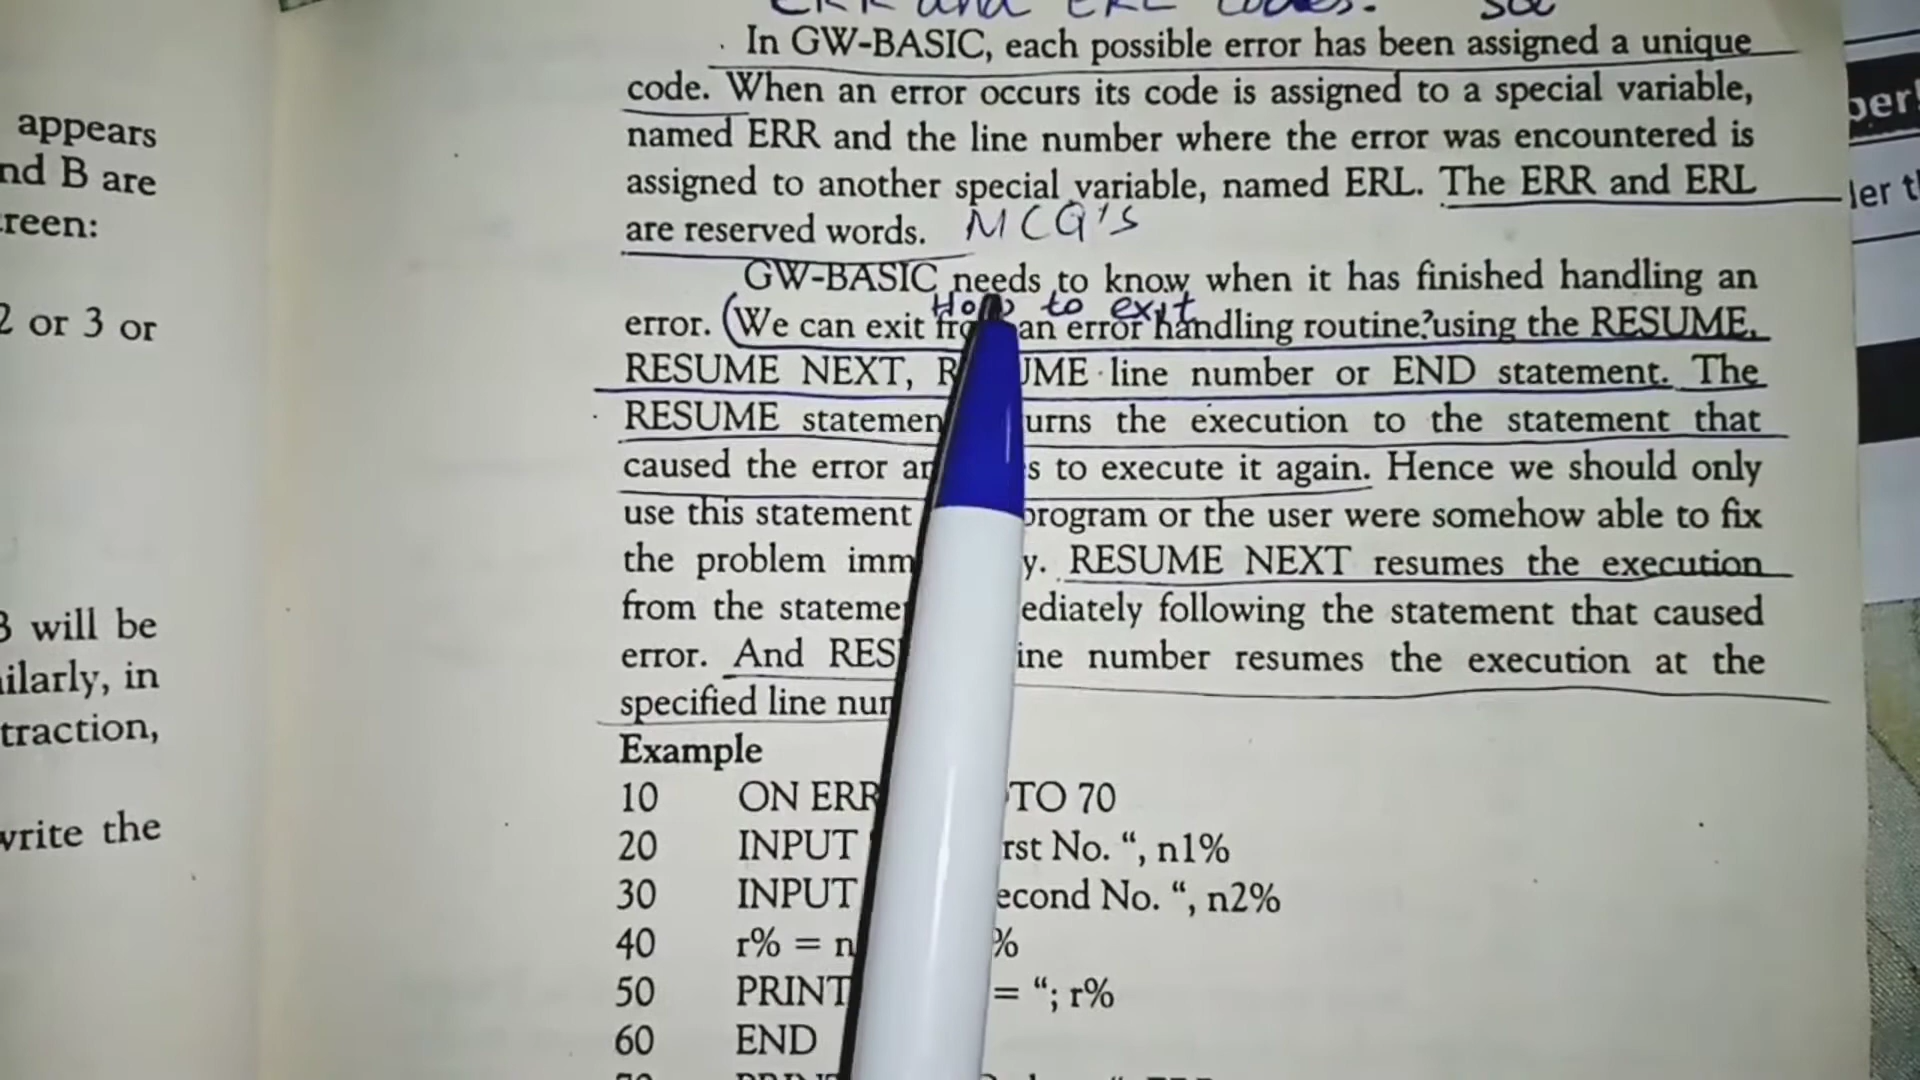 appears
nd B are
reen:
2 or 3 or
3 will be
ilarly, in
traction,
write the
ERR and ERL codes.
In GW-BASIC, each possible error has been assigned a unique
code. When an error occurs its code is assigned to a special variable,
named ERR and the line number where the error was encountered is
assigned to another special variable, named ERL. The ERR and ERL
are reserved words. MCQ's
GW-BASIC needs to know when it has finished handling an
to exit
error. (We can exit an error handling routine?using the RESUME,
RESUME NEXT, line number or END statement. The
RESUME the execution to the statement that
caused the error to execute it again. Hence we should only
use this statement program or the user were somehow able to fix
the problem RESUME NEXT resumes the execution
from the following the statement that caused
error. And number resumes the execution at the
specified line
Example
10 ON TO 70
20 INPUT No. “, n1%
30 INPUT No. “, n2%
40 r% = %
50 PRINT = “; r%
60 END
per!
der t